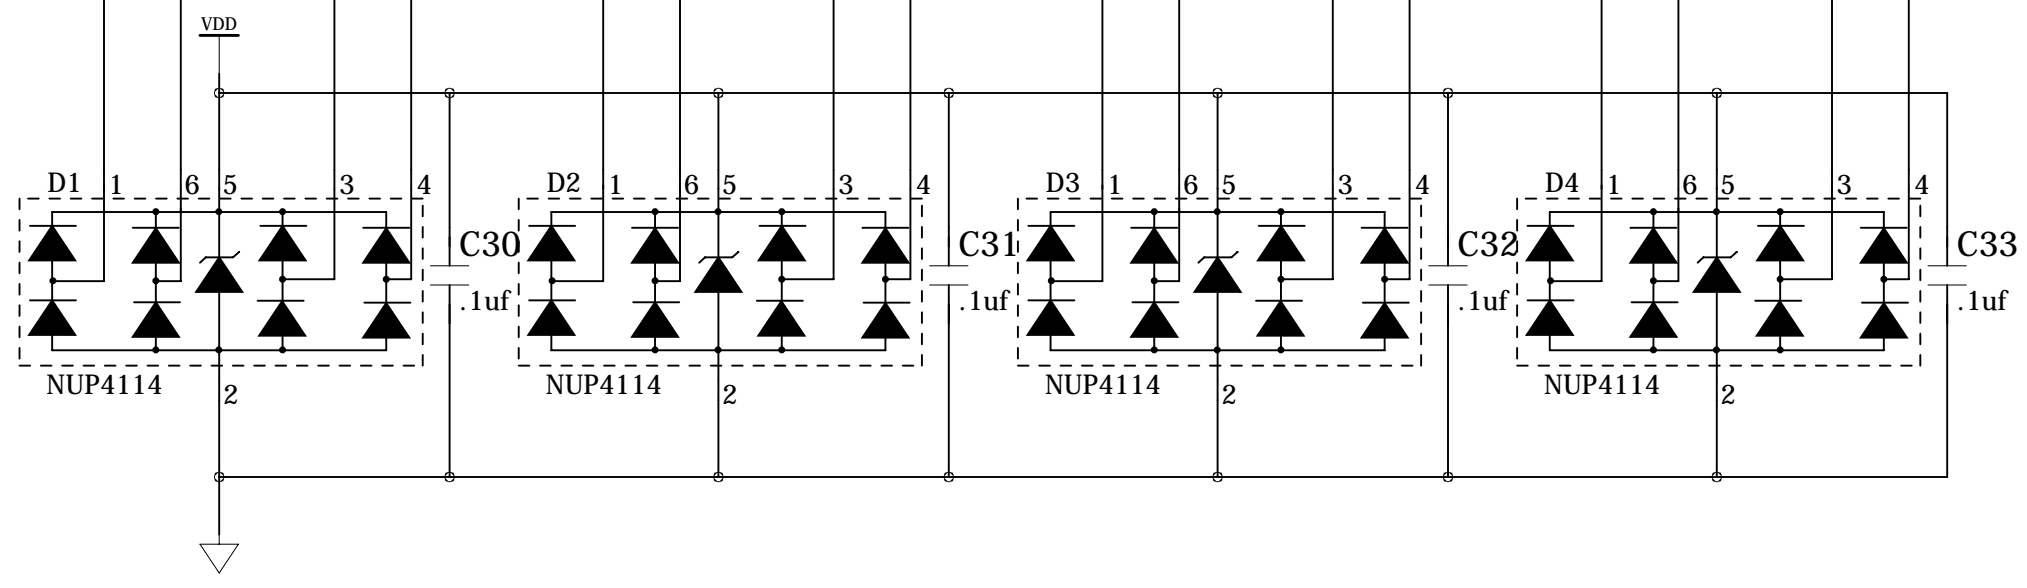 VDD
D1 1 6 5 3 4
D2 1 6 5 3 4
D3 1 6 5 3 4
D4 1 6 5 3 4
C30
C31
C32
C33
.1uf
.1uf
.1uf
.1uf
NUP4114 2
NUP4114 2
NUP4114 2
NUP4114 2